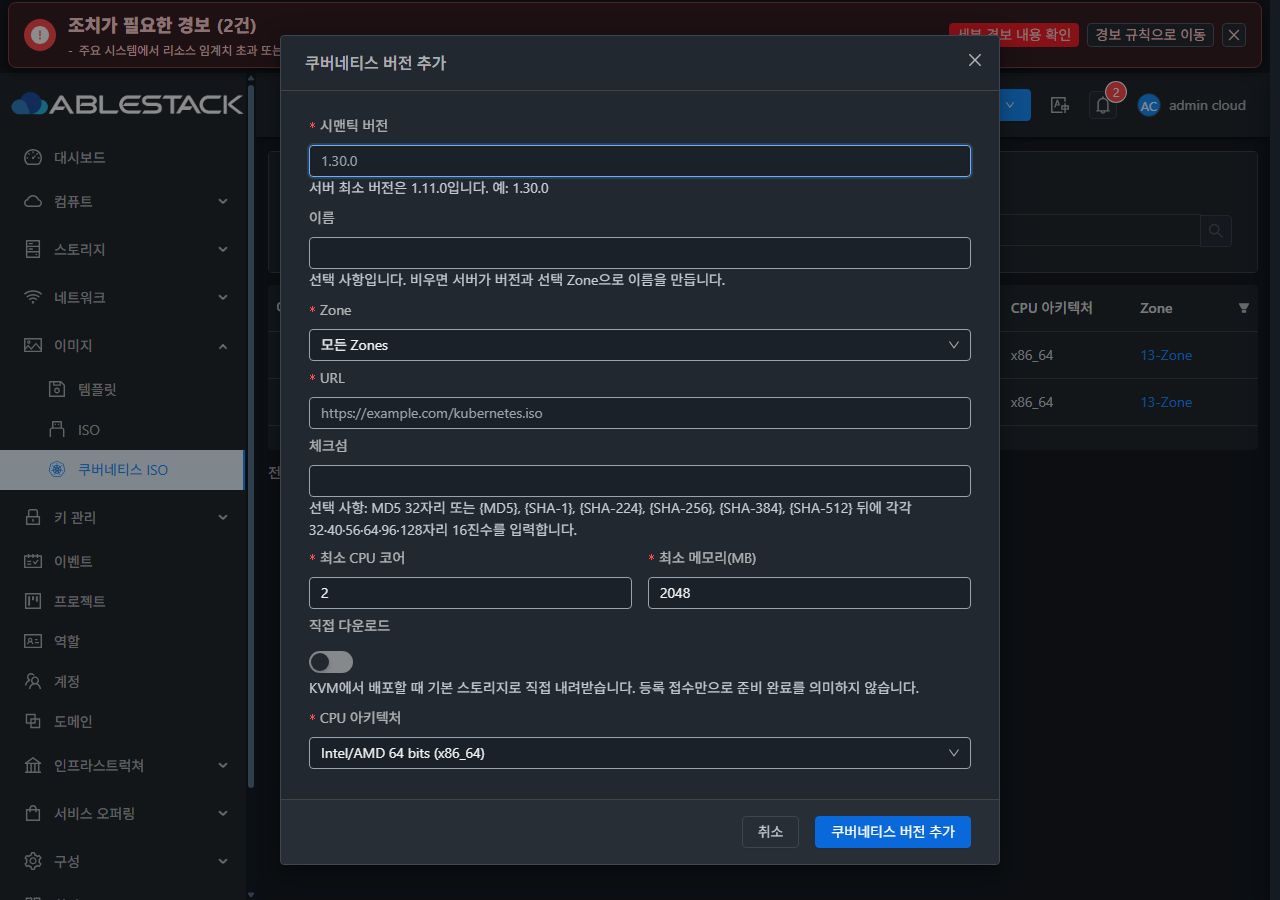 조치가 필요한 경보 (2건)
- 주요 시스템에서 리소스 임계치 초과 또는
세부 경보 내용 확인
경보 규칙으로 이동
ABLESTACK
2
AC
admin cloud
대시보드
컴퓨트
스토리지
네트워크
이미지
템플릿
ISO
쿠버네티스 ISO
키 관리
이벤트
프로젝트
역할
계정
도메인
인프라스트럭쳐
서비스 오퍼링
구성
쿠버네티스 버전 추가
* 시맨틱 버전
1.30.0
서버 최소 버전은 1.11.0입니다. 예: 1.30.0
이름
선택 사항입니다. 비우면 서버가 버전과 선택 Zone으로 이름을 만듭니다.
* Zone
모든 Zones
* URL
https://example.com/kubernetes.iso
체크섬
선택 사항: MD5 32자리 또는 {MD5}, {SHA-1}, {SHA-224}, {SHA-256}, {SHA-384}, {SHA-512} 뒤에 각각
32·40·56·64·96·128자리 16진수를 입력합니다.
* 최소 CPU 코어
* 최소 메모리(MB)
2
2048
직접 다운로드
KVM에서 배포할 때 기본 스토리지로 직접 내려받습니다. 등록 접수만으로 준비 완료를 의미하지 않습니다.
* CPU 아키텍처
Intel/AMD 64 bits (x86_64)
취소
쿠버네티스 버전 추가
CPU 아키텍처
Zone
x86_64
13-Zone
x86_64
13-Zone
전